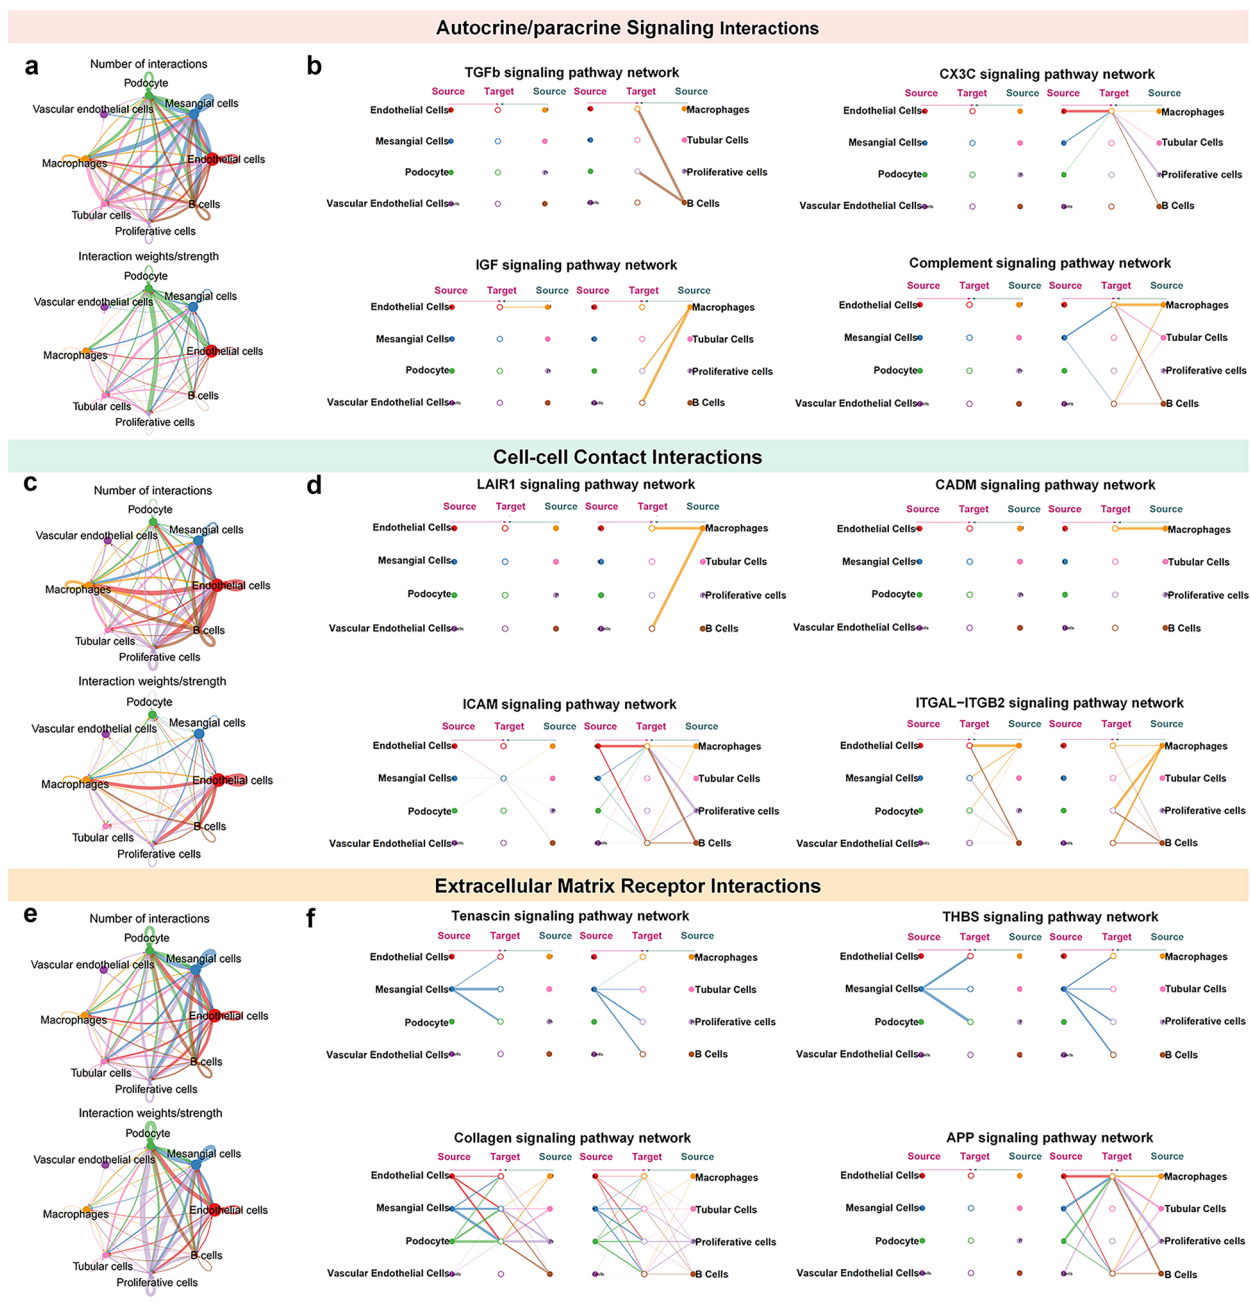 Autocrine/paracrine Signaling Interactions
a
Number of interactions
Podocyte
Mesangial cells
Vascular endothelial cells
Macrophages
Endothelial cells
Tubular cells
B cells
Proliferative cells
Interaction weights/strength
Podocyte
Mesangial cells
Vascular endothelial cells
Macrophages
Endothelial cells
Tubular cells
B cells
Proliferative cells
b
TGFb signaling pathway network
Source Target Source Source Target Source
Endothelial Cells Macrophages
Mesangial Cells Tubular Cells
Podocyte Proliferative cells
Vascular Endothelial Cells B Cells
CX3C signaling pathway network
Source Target Source Source Target Source
Endothelial Cells Macrophages
Mesangial Cells Tubular Cells
Podocyte Proliferative cells
Vascular Endothelial Cells B Cells
IGF signaling pathway network
Source Target Source Source Target Source
Endothelial Cells Macrophages
Mesangial Cells Tubular Cells
Podocyte Proliferative cells
Vascular Endothelial Cells B Cells
Complement signaling pathway network
Source Target Source Source Target Source
Endothelial Cells Macrophages
Mesangial Cells Tubular Cells
Podocyte Proliferative cells
Vascular Endothelial Cells B Cells
Cell-cell Contact Interactions
c
Number of interactions
Podocyte
Mesangial cells
Vascular endothelial cells
Macrophages
Endothelial cells
Tubular cells
B cells
Proliferative cells
Interaction weights/strength
Podocyte
Mesangial cells
Vascular endothelial cells
Macrophages
Endothelial cells
Tubular cells
B cells
Proliferative cells
d
LAIR1 signaling pathway network
Source Target Source Source Target Source
Endothelial Cells Macrophages
Mesangial Cells Tubular Cells
Podocyte Proliferative cells
Vascular Endothelial Cells B Cells
CADM signaling pathway network
Source Target Source Source Target Source
Endothelial Cells Macrophages
Mesangial Cells Tubular Cells
Podocyte Proliferative cells
Vascular Endothelial Cells B Cells
ICAM signaling pathway network
Source Target Source Source Target Source
Endothelial Cells Macrophages
Mesangial Cells Tubular Cells
Podocyte Proliferative cells
Vascular Endothelial Cells B Cells
ITGAL−ITGB2 signaling pathway network
Source Target Source Source Target Source
Endothelial Cells Macrophages
Mesangial Cells Tubular Cells
Podocyte Proliferative cells
Vascular Endothelial Cells B Cells
Extracellular Matrix Receptor Interactions
e
Number of interactions
Podocyte
Mesangial cells
Vascular endothelial cells
Macrophages
Endothelial cells
Tubular cells
B cells
Proliferative cells
Interaction weights/strength
Podocyte
Mesangial cells
Vascular endothelial cells
Macrophages
Endothelial cells
Tubular cells
B cells
Proliferative cells
f
Tenascin signaling pathway network
Source Target Source Source Target Source
Endothelial Cells Macrophages
Mesangial Cells Tubular Cells
Podocyte Proliferative cells
Vascular Endothelial Cells B Cells
THBS signaling pathway network
Source Target Source Source Target Source
Endothelial Cells Macrophages
Mesangial Cells Tubular Cells
Podocyte Proliferative cells
Vascular Endothelial Cells B Cells
Collagen signaling pathway network
Source Target Source Source Target Source
Endothelial Cells Macrophages
Mesangial Cells Tubular Cells
Podocyte Proliferative cells
Vascular Endothelial Cells B Cells
APP signaling pathway network
Source Target Source Source Target Source
Endothelial Cells Macrophages
Mesangial Cells Tubular Cells
Podocyte Proliferative cells
Vascular Endothelial Cells B Cells